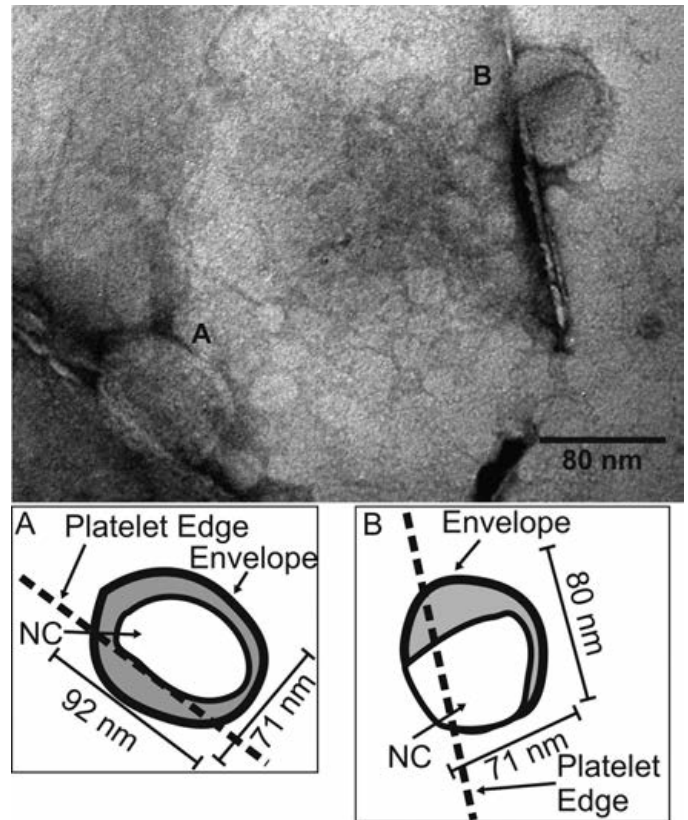 B
A
80 nm
A
Platelet Edge
Envelope
NC
92 nm
71 nm
B
Envelope
80 nm
NC
71 nm
Platelet
Edge